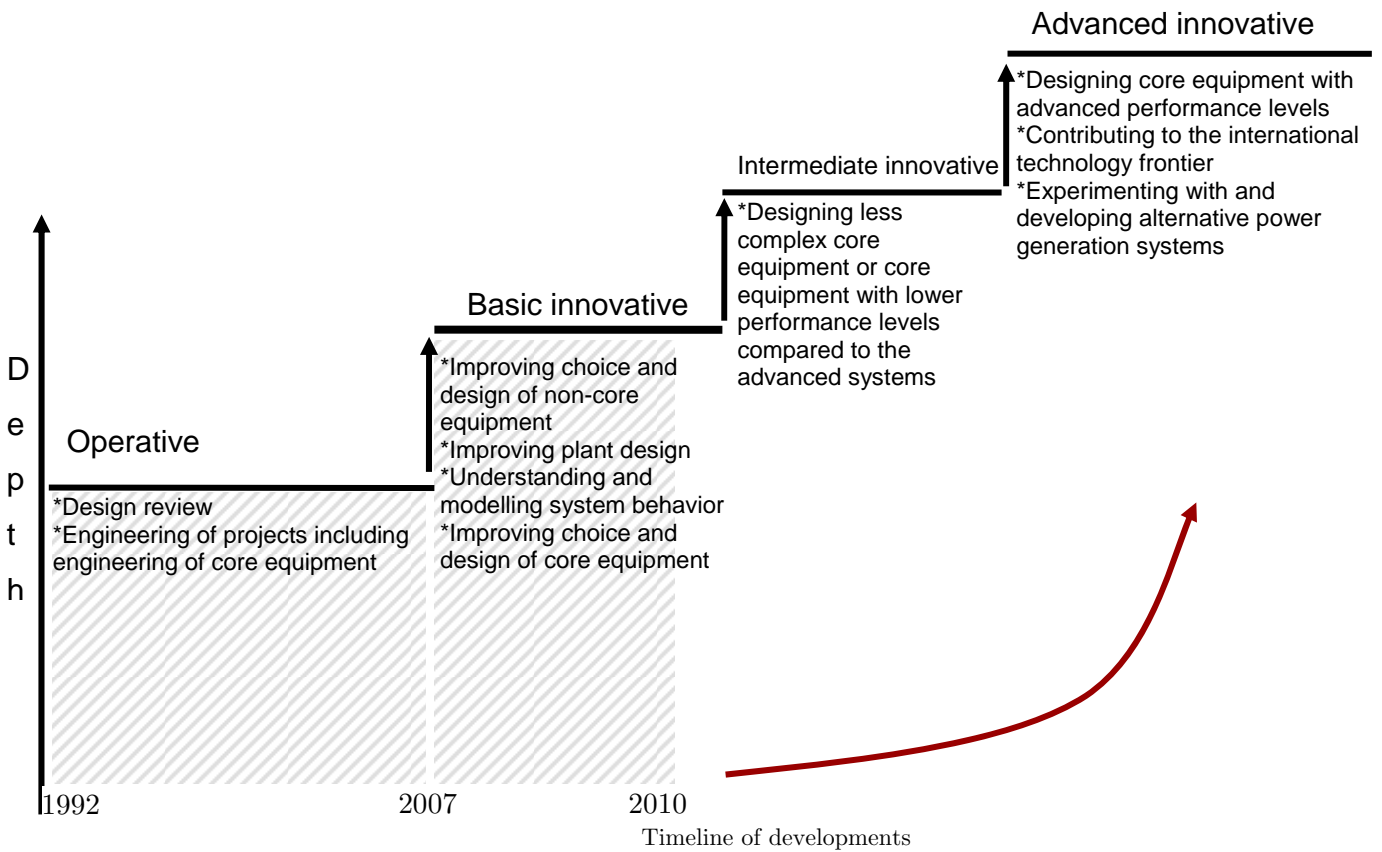 Advanced innovative
*Designing core equipment with
advanced performance levels
*Contributing to the international
technology frontier
*Experimenting with and
developing alternative power
generation systems
Intermediate innovative
*Designing less
complex core
equipment or core
equipment with lower
performance levels
compared to the
advanced systems
Basic innovative
*Improving choice and
design of non-core
equipment
*Improving plant design
*Understanding and
modelling system behavior
*Improving choice and
design of core equipment
Operative
*Design review
*Engineering of projects including
engineering of core equipment
D
e
p
t
h
1992 2007 2010
Timeline of developments